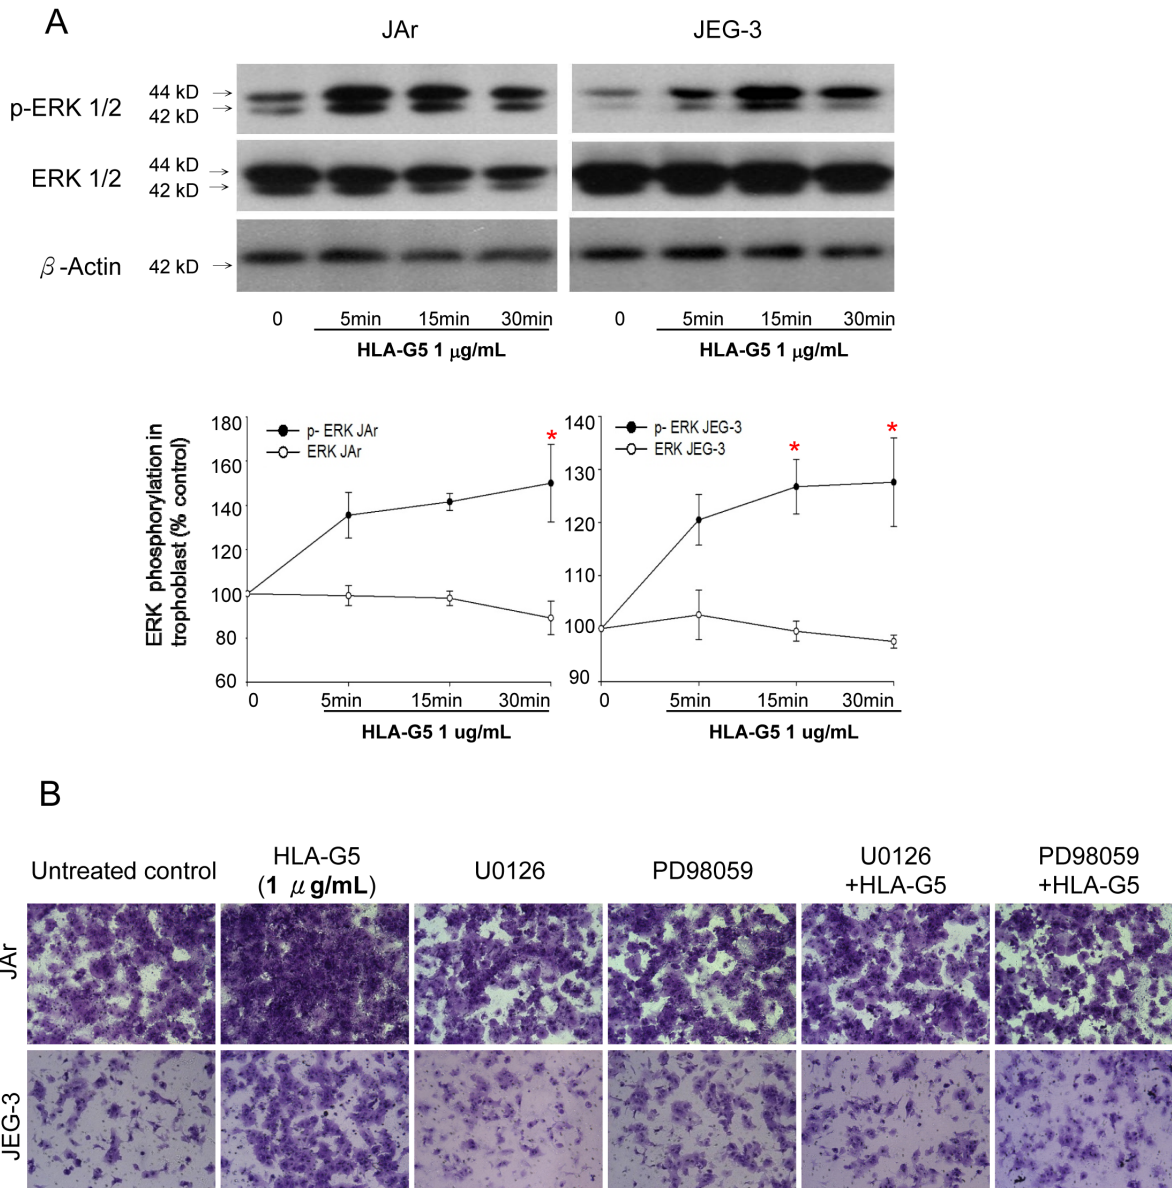 A
JAr
JEG-3
p-ERK 1/2
44 kD →
42 kD →
ERK 1/2
44 kD →
42 kD →
β-Actin
42 kD →
0 5min 15min 30min
HLA-G5 1 μg/mL
0 5min 15min 30min
HLA-G5 1 μg/mL
ERK phosphorylation in
trophoblast (% control)
180
160
140
120
100
80
60
p- ERK JAr
ERK JAr
*
0 5min 15min 30min
HLA-G5 1 ug/mL
140
130
120
110
100
90
p- ERK JEG-3
ERK JEG-3
*
*
0 5min 15min 30min
HLA-G5 1 ug/mL
B
Untreated control
HLA-G5
(1 μg/mL)
U0126
PD98059
U0126
+HLA-G5
PD98059
+HLA-G5
JAr
JEG-3